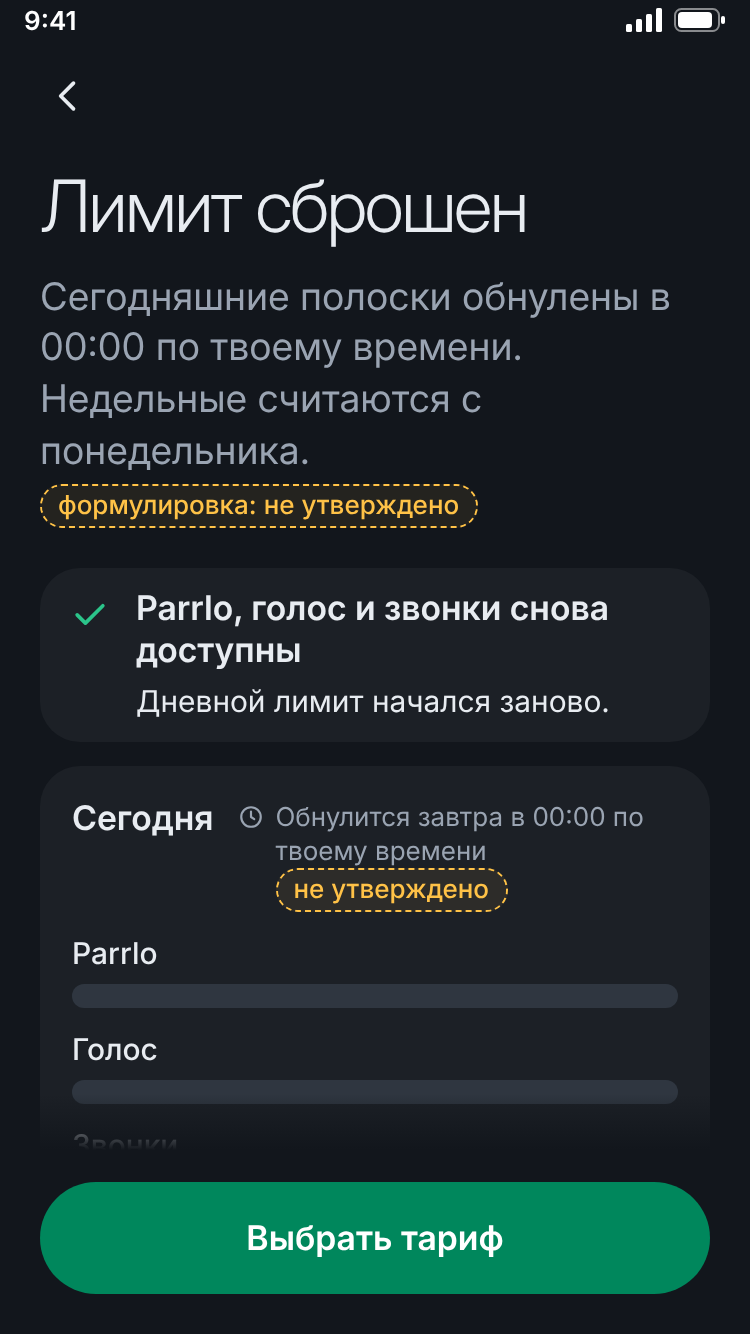 9:41
Лимит сброшен
Сегодняшние полоски обнулены в
00:00 по твоему времени.
Недельные считаются с
понедельника.
формулировка: не утверждено
Parrlo, голос и звонки снова
доступны
Дневной лимит начался заново.
Сегодня
Обнулится завтра в 00:00 по
твоему времени
не утверждено
Parrlo
Голос
Звонки
Выбрать тариф